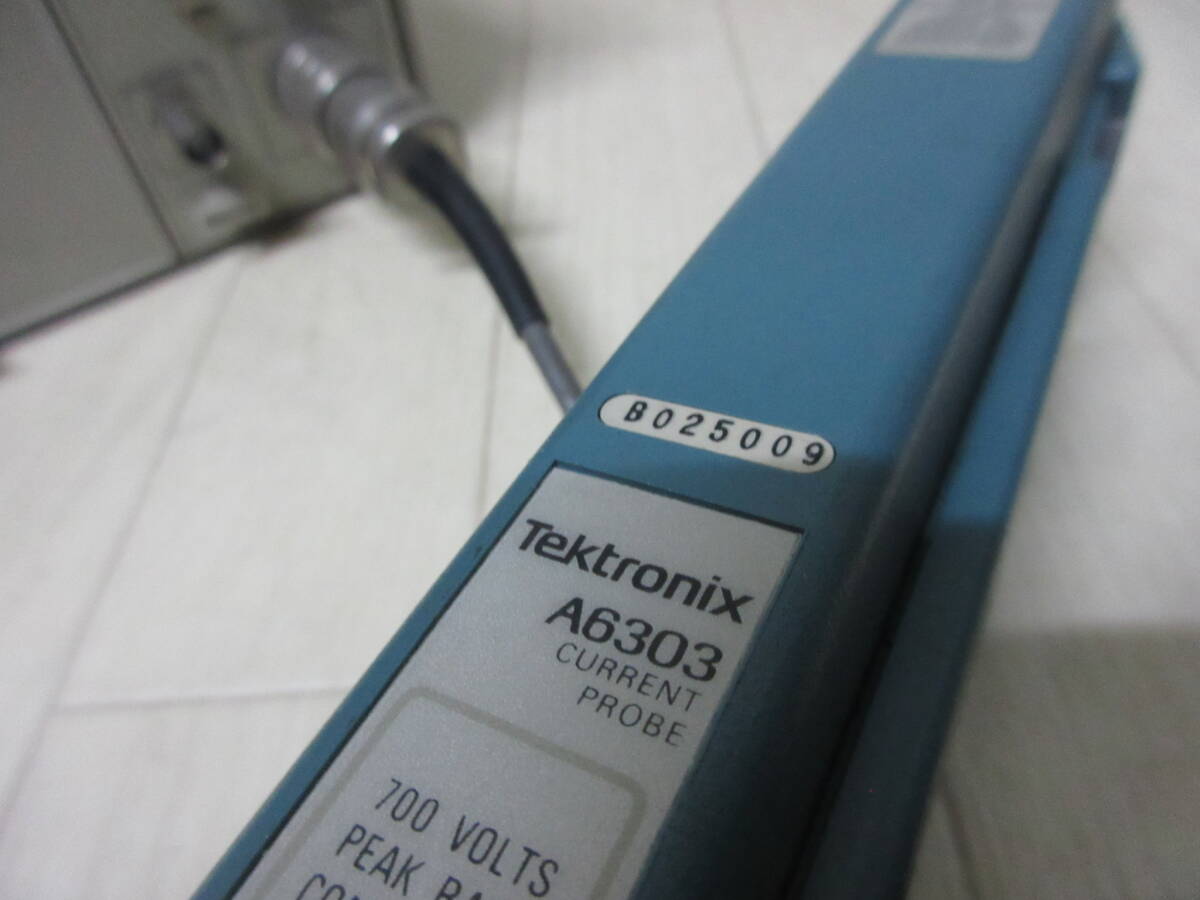 B025009
Tektronix
A6303
CURRENT
PROBE
700 VOLTS
PEAK